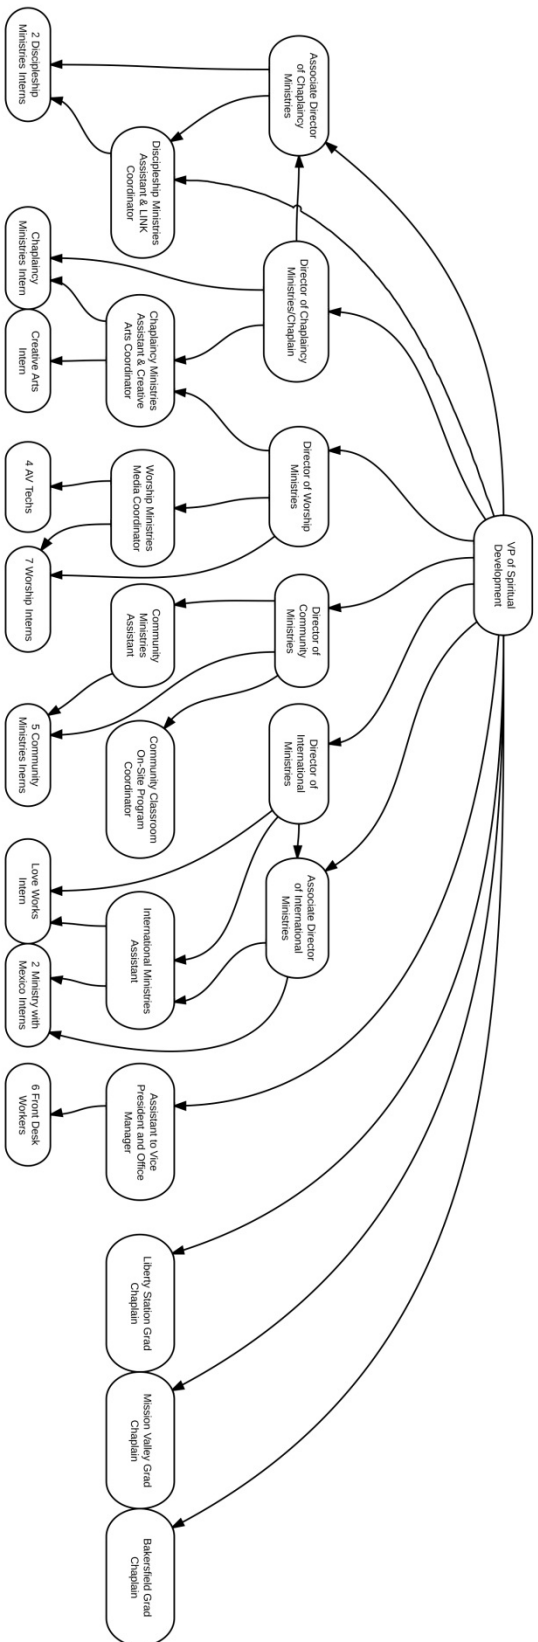 VP of Spiritual
Development
Associate Director
of Chaplaincy
Ministries
Director of Chaplaincy
Ministries/Chaplain
Director of Worship
Ministries
Director of
Community
Ministries
Director of
International
Ministries
Associate Director
of International
Ministries
Discipleship Ministries
Assistant & LINK
Coordinator
Chaplaincy Ministries
Assistant & Creative
Arts Coordinator
Worship Ministries
Media Coordinator
Community
Ministries
Assistant
Community Classroom
On-Site Program
Coordinator
International Ministries
Assistant
Assistant to Vice
President and Office
Manager
Liberty Station Grad
Chaplain
Mission Valley Grad
Chaplain
Bakersfield Grad
Chaplain
2 Discipleship
Ministries Interns
Chaplaincy
Ministries Intern
Creative Arts
Intern
4 AV Techs
7 Worship Interns
5 Community
Ministries Inerns
Love Works
Intern
2 Ministry with
Mexico Interns
6 Front Desk
Workers